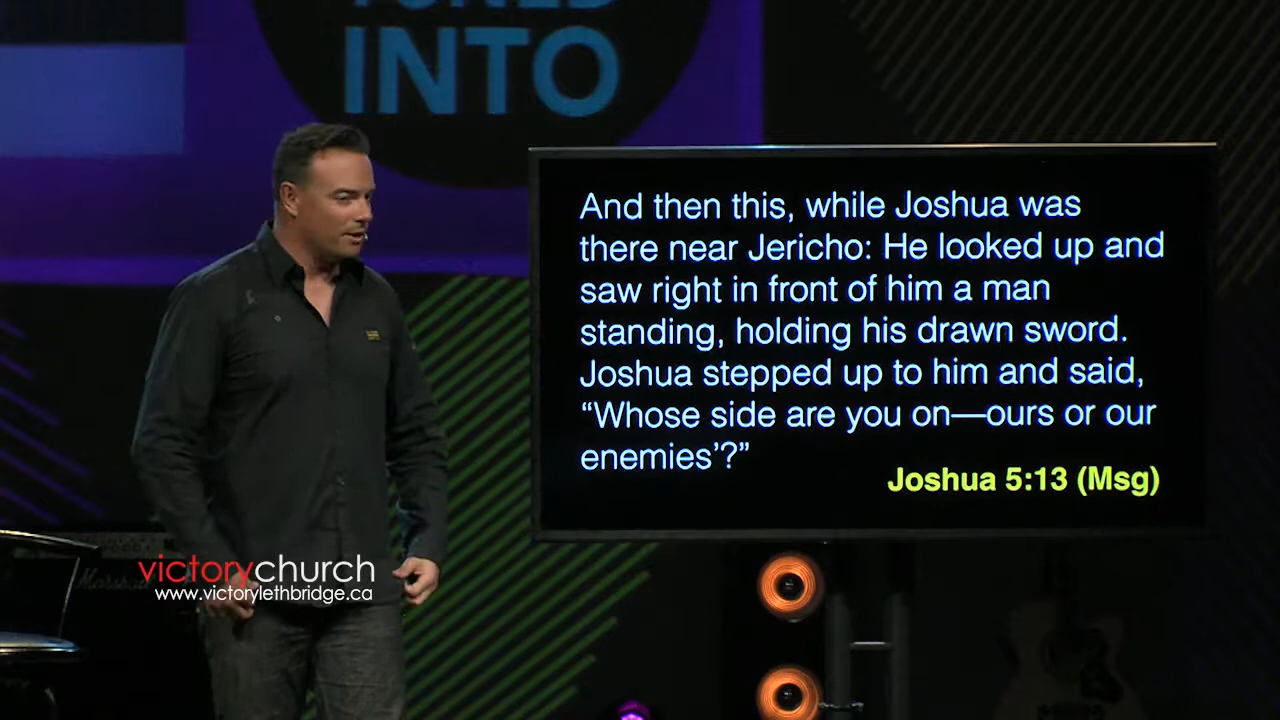 INTO
And then this, while Joshua was
there near Jericho: He looked up and
saw right in front of him a man
standing, holding his drawn sword.
Joshua stepped up to him and said,
“Whose side are you on—ours or our
enemies’?”
Joshua 5:13 (Msg)
victorychurch
www.victorylethbridge.ca
Marshall